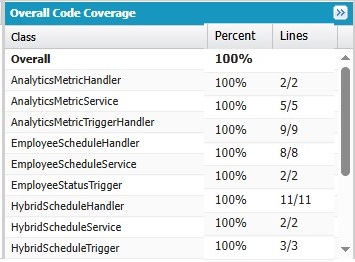 Overall Code Coverage
Class Percent Lines
Overall 100%
AnalyticsMetricHandler 100% 2/2
AnalyticsMetricService 100% 5/5
AnalyticsMetricTriggerHandler 100% 9/9
EmployeeScheduleHandler 100% 8/8
EmployeeScheduleService
EmployeeStatusTrigger 100% 2/2
HybridScheduleHandler 100% 11/11
HybridScheduleService 100% 2/2
HybridScheduleTrigger 100% 3/3